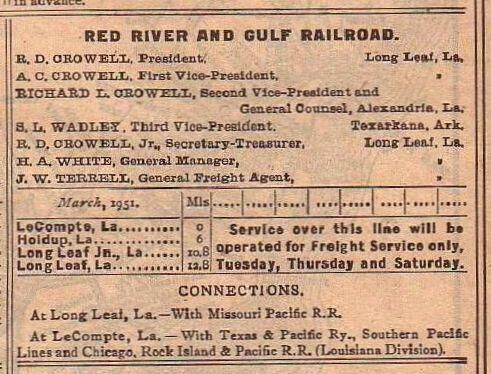 in advance.
RED RIVER AND GULF RAILROAD.
R. D. CROWELL, President, Long Leaf, La.
A. C. CROWELL, First Vice-President, "
RICHARD L. CROWELL, Second Vice-President and
General Counsel, Alexandria, La.
S. L. WADLEY, Third Vice-President. Texarkana, Ark.
R. D. CROWELL, Jr., Secretary-Treasurer, Long Leaf, La.
H. A. WHITE, General Manager, "
J. W. TERRELL, General Freight Agent, "
March, 1951. Mls
LeCompte, La.......... 0
Holdup, La............. 6
Long Leaf Jn., La...... 10.8
Long Leaf, La.......... 12.8
Service over this line will be
operated for Freight Service only,
Tuesday, Thursday and Saturday.
CONNECTIONS.
At Long Leaf, La.—With Missouri Pacific R.R.
At LeCompte, La.—With Texas & Pacific Ry., Southern Pacific
Lines and Chicago, Rock Island & Pacific R.R. (Louisiana Division).